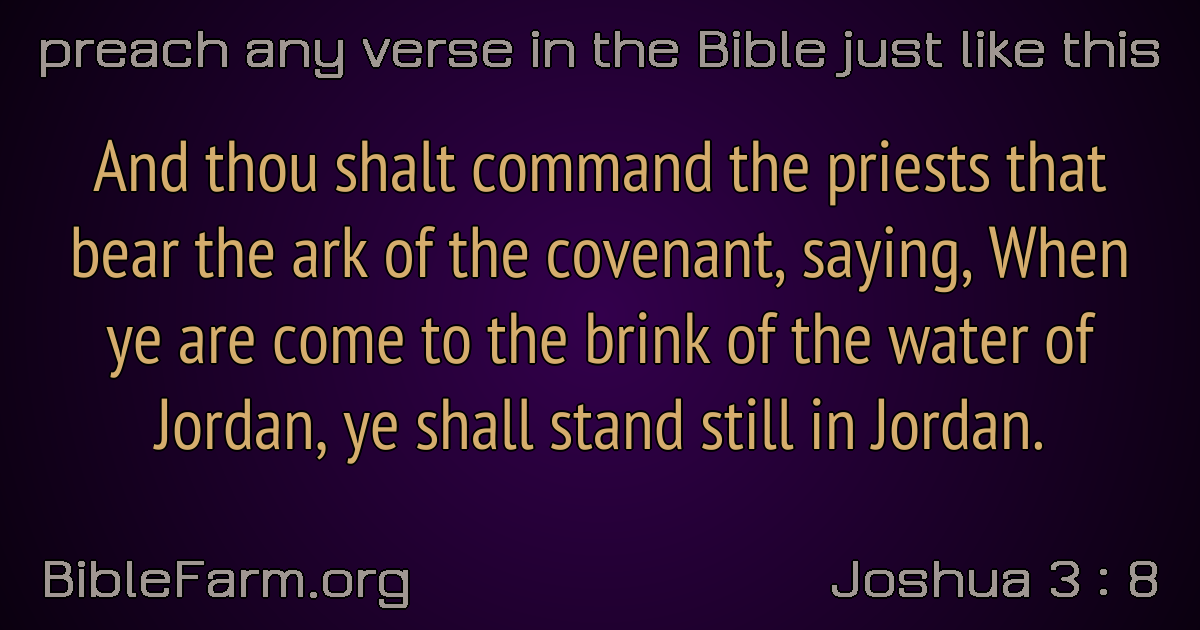 preach any verse in the Bible just like this
And thou shalt command the priests that
bear the ark of the covenant, saying, When
ye are come to the brink of the water of
Jordan, ye shall stand still in Jordan.
BibleFarm.org
Joshua 3 : 8